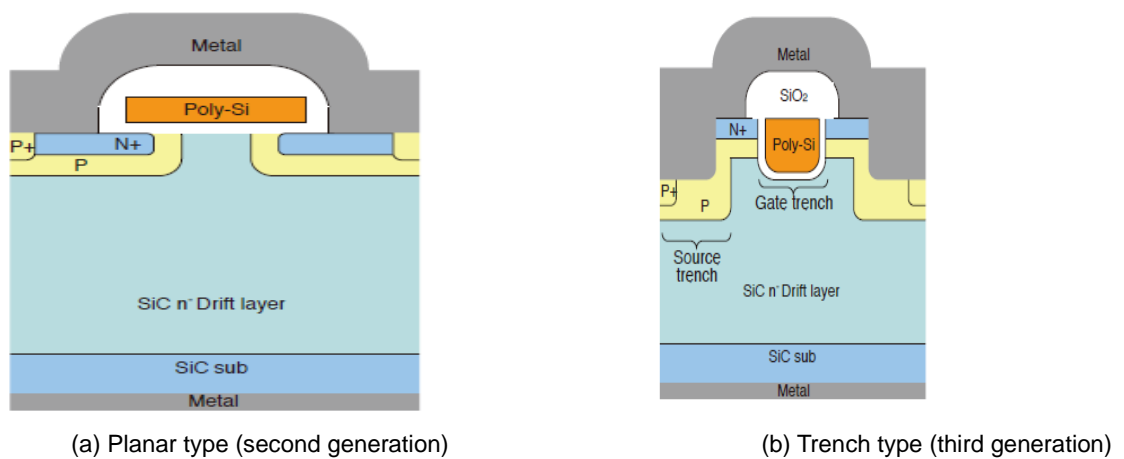 Metal
Poly-Si
P+
N+
P
SiC n⁻ Drift layer
SiC sub
Metal
(a) Planar type (second generation)
Metal
SiO₂
N+
Poly-Si
P+
P
Gate trench
Source
trench
SiC n⁻ Drift layer
SiC sub
Metal
(b) Trench type (third generation)